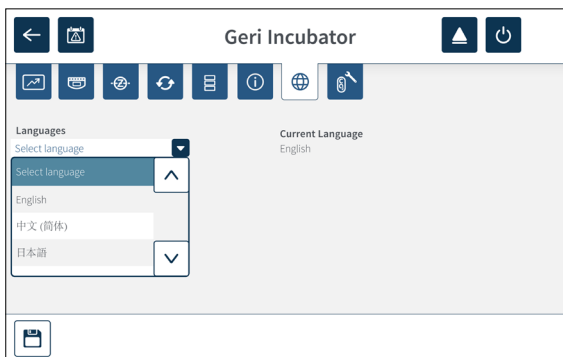 Geri Incubator
Languages
Select language
Current Language
English
Select language
English
中文 (简体)
日本語